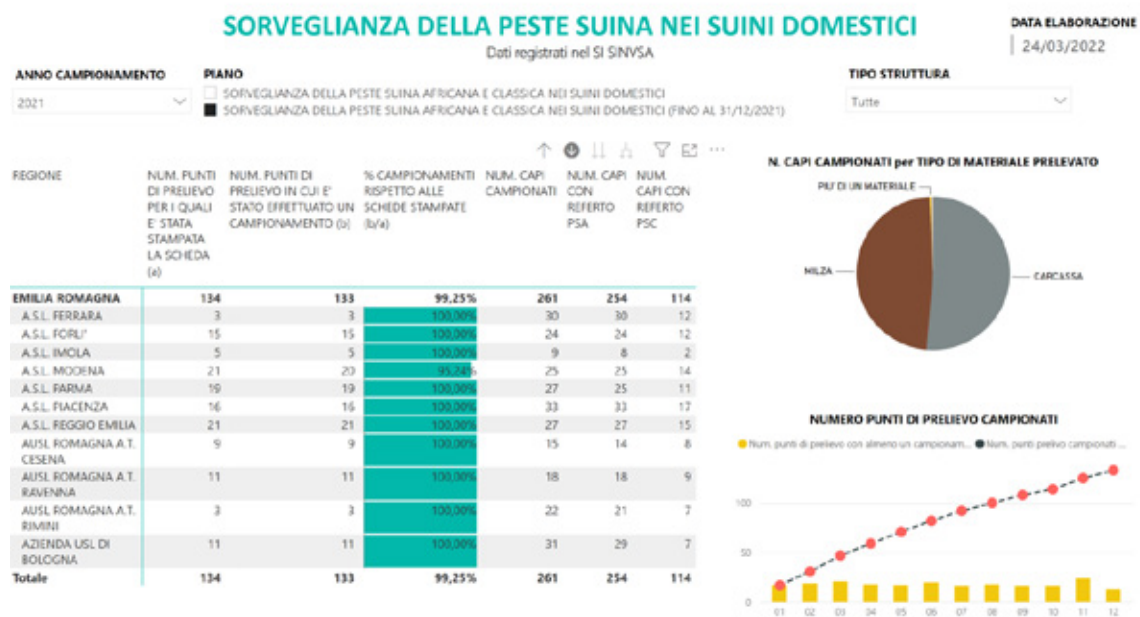 SORVEGLIANZA DELLA PESTE SUINA NEI SUINI DOMESTICI
Dati registrati nel SI SINVSA
DATA ELABORAZIONE
24/03/2022
ANNO CAMPIONAMENTO
2021
PIANO
SORVEGLIANZA DELLA PESTE SUINA AFRICANA E CLASSICA NEI SUINI DOMESTICI
SORVEGLIANZA DELLA PESTE SUINA AFRICANA E CLASSICA NEI SUINI DOMESTICI (FINO AL 31/12/2021)
TIPO STRUTTURA
Tutte
REGIONE
NUM. PUNTI
DI PRELIEVO
PER I QUALI
E' STATA
STAMPATA
LA SCHEDA
(a)
NUM. PUNTI DI
PRELIEVO IN CUI E'
STATO EFFETTUATO UN
CAMPIONAMENTO (b)
% CAMPIONAMENTI
RISPETTO ALLE
SCHEDE STAMPATE
(b/a)
NUM. CAPI
CAMPIONATI
NUM. CAPI
CON
REFERTO
PSA
NUM.
CAPI CON
REFERTO
PSC
EMILIA ROMAGNA 134 133 99,25% 261 254 114
A.S.L. FERRARA 3 3 100,00% 30 30 12
A.S.L. FORLI' 15 15 100,00% 24 24 12
A.S.L. IMOLA 5 5 100,00% 9 8 2
A.S.L. MODENA 21 20 95,24% 25 25 14
A.S.L. PARMA 19 19 100,00% 27 25 11
A.S.L. PIACENZA 16 16 100,00% 33 33 17
A.S.L. REGGIO EMILIA 21 21 100,00% 27 27 15
AUSL ROMAGNA A.T. 9 9 100,00% 15 14 8
CESENA
AUSL ROMAGNA A.T. 11 11 100,00% 18 18 9
RAVENNA
AUSL ROMAGNA A.T. 3 3 100,00% 22 21 7
RIMINI
AZIENDA USL DI 11 11 100,00% 31 29 7
BOLOGNA
Totale 134 133 99,25% 261 254 114
N. CAPI CAMPIONATI per TIPO DI MATERIALE PRELEVATO
PIU' DI UN MATERIALE
MILZA
CARCASSA
NUMERO PUNTI DI PRELIEVO CAMPIONATI
Num. punti di prelievo con almeno un campionam... Num. punti prelivo campionati ...
100
50
0
01 02 03 04 05 06 07 08 09 10 11 12